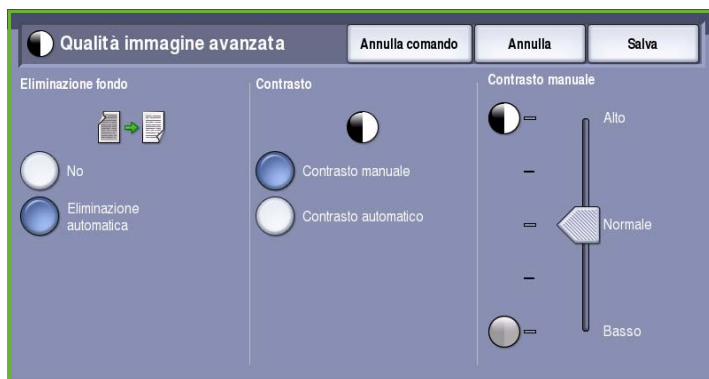 Qualità immagine avanzata
Annulla comando
Annulla
Salva
Eliminazione fondo
No
Eliminazione
automatica
Contrasto
Contrasto manuale
Contrasto automatico
Contrasto manuale
Alto
Normale
Basso